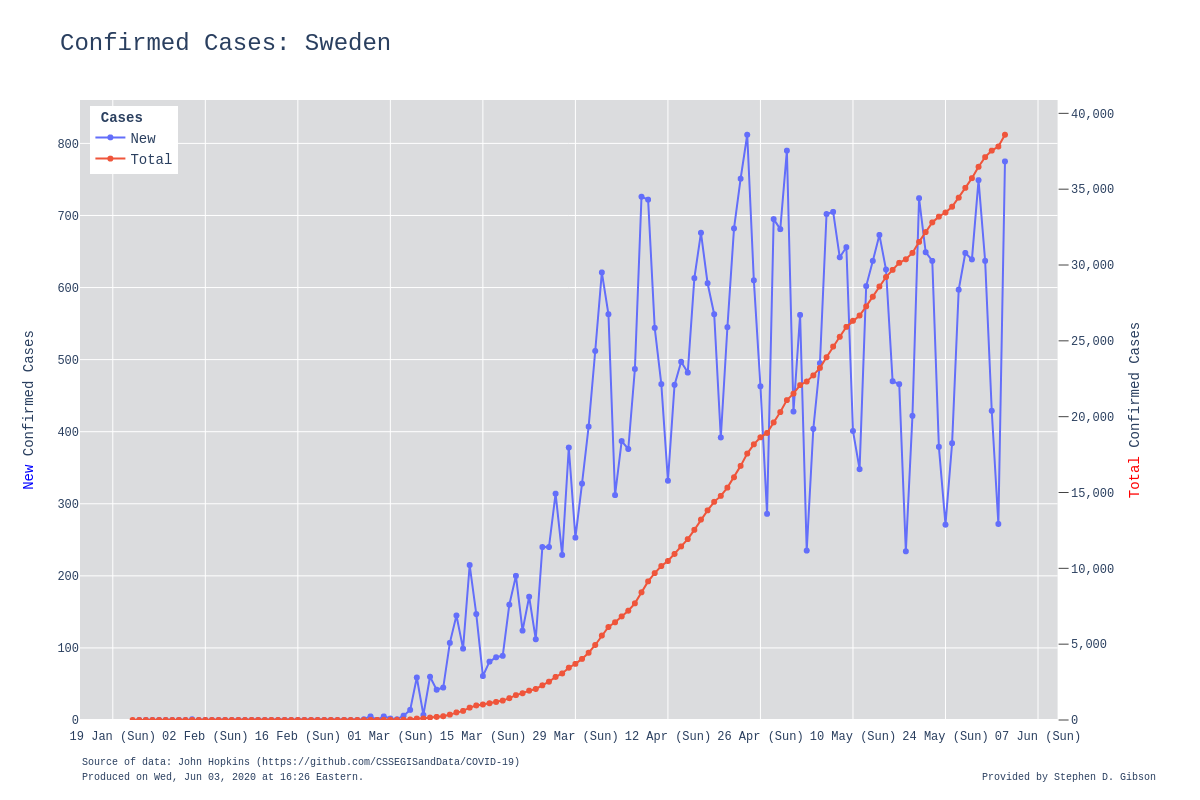 Confirmed Cases: Sweden
Cases
New
Total
800
700
600
500
400
300
200
100
0
New Confirmed Cases
40,000
35,000
30,000
25,000
20,000
15,000
10,000
5,000
0
Total Confirmed Cases
19 Jan (Sun) 02 Feb (Sun) 16 Feb (Sun) 01 Mar (Sun) 15 Mar (Sun) 29 Mar (Sun) 12 Apr (Sun) 26 Apr (Sun) 10 May (Sun) 24 May (Sun) 07 Jun (Sun)
Source of data: John Hopkins (https://github.com/CSSEGISandData/COVID-19)
Produced on Wed, Jun 03, 2020 at 16:26 Eastern.
Provided by Stephen D. Gibson